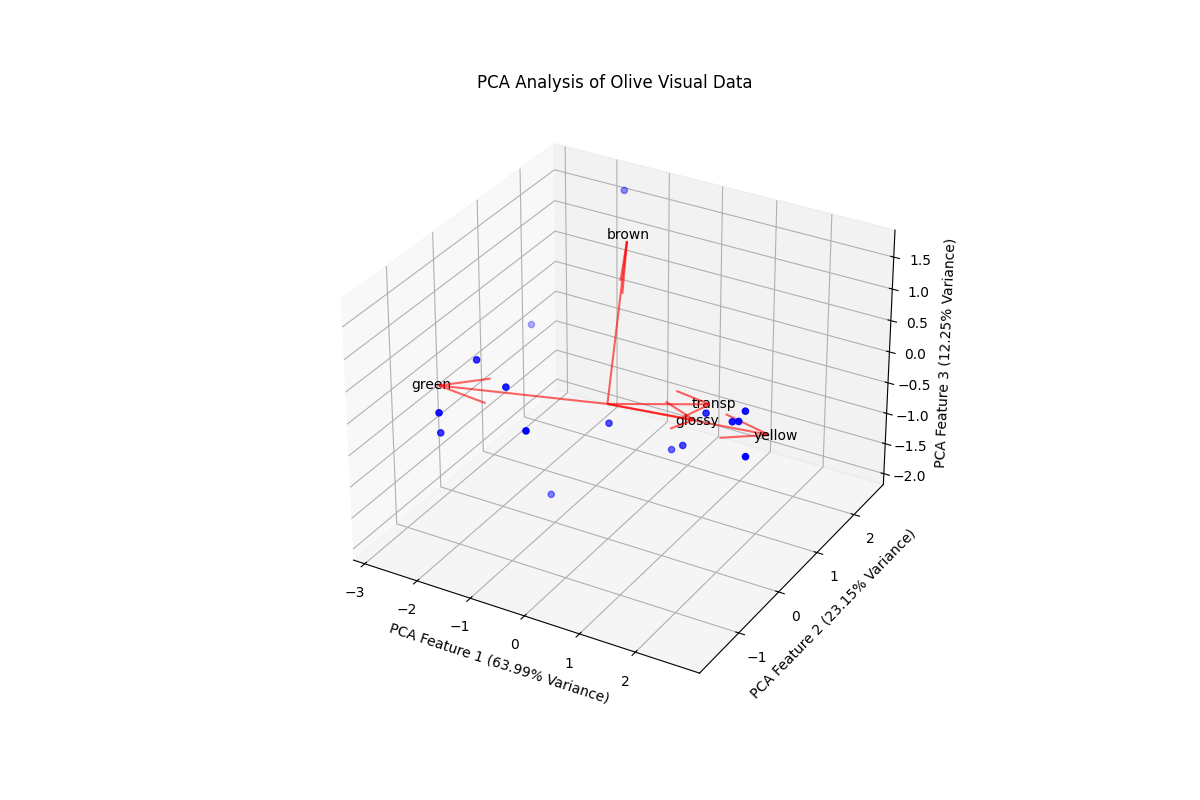 PCA Analysis of Olive Visual Data
brown
green
transp
glossy
yellow
1.5
1.0
0.5
0.0
−0.5
−1.0
−1.5
−2.0
PCA Feature 3 (12.25% Variance)
2
1
0
−1
PCA Feature 2 (23.15% Variance)
−3
−2
−1
0
1
2
PCA Feature 1 (63.99% Variance)